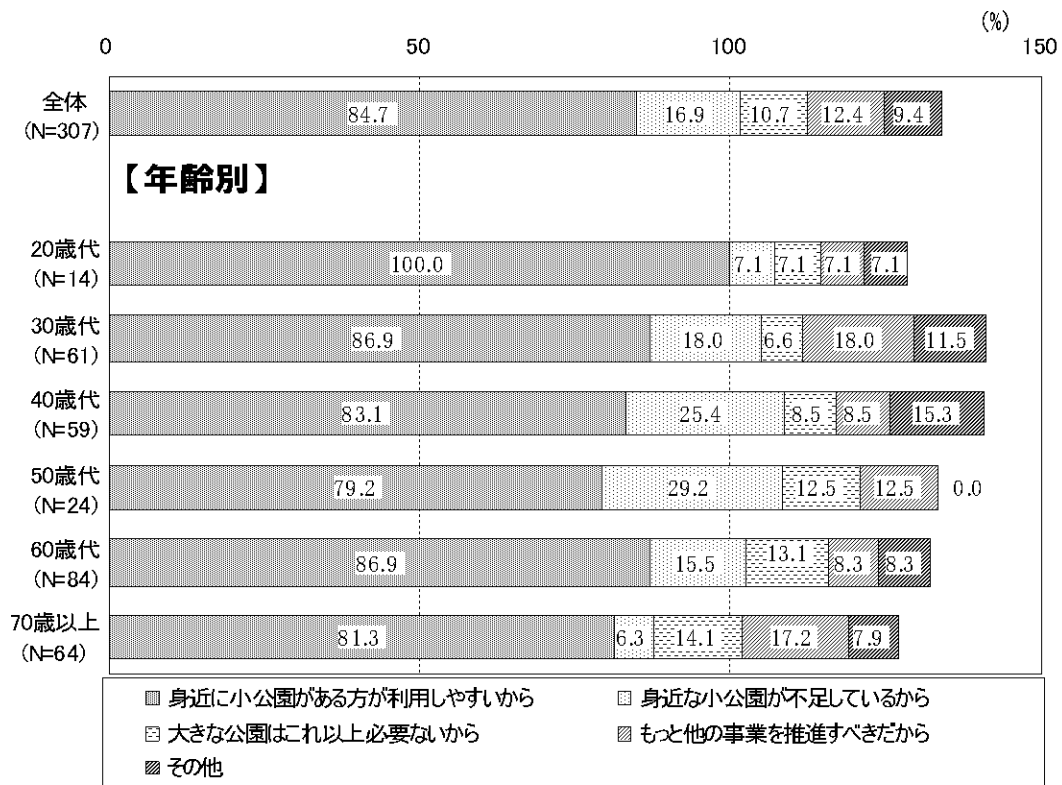 (%)
0 50 100 150
全体 84.7 16.9 10.7 12.4 9.4
(N=307)
【年齢別】
20歳代 100.0 7.1 7.1 7.1 7.1
(N=14)
30歳代 86.9 18.0 6.6 18.0 11.5
(N=61)
40歳代 83.1 25.4 8.5 8.5 15.3
(N=59)
50歳代 79.2 29.2 12.5 12.5 0.0
(N=24)
60歳代 86.9 15.5 13.1 8.3 8.3
(N=84)
70歳以上 81.3 6.3 14.1 17.2 7.9
(N=64)
身近に小公園がある方が利用しやすいから 身近な小公園が不足しているから
大きな公園はこれ以上必要ないから もっと他の事業を推進すべきだから
その他